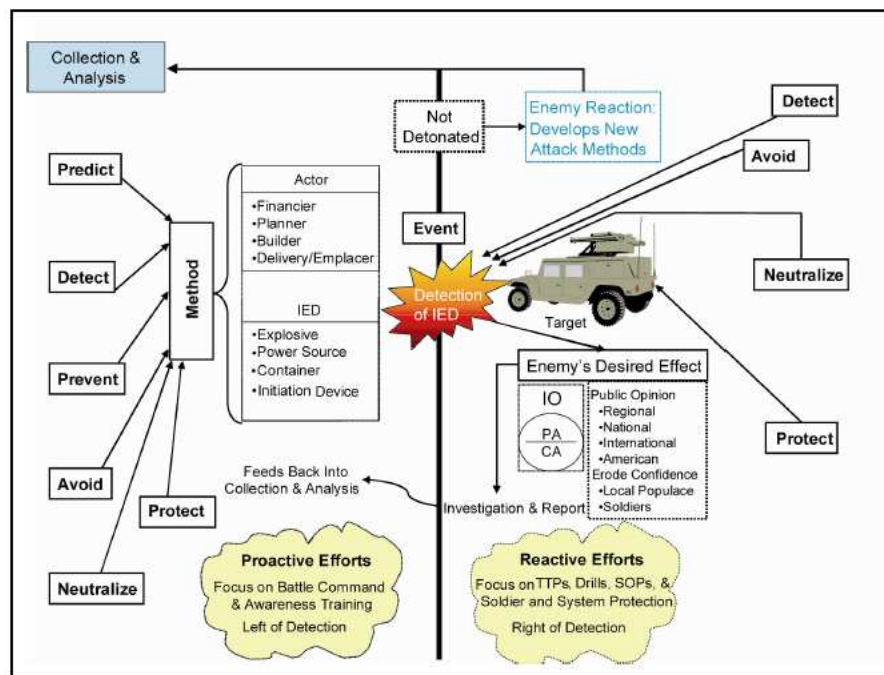 Collection &
Analysis
Not
Detonated
Enemy Reaction:
Develops New
Attack Methods
Detect
Avoid
Neutralize
Protect
Predict
Detect
Prevent
Avoid
Protect
Neutralize
Method
Actor
•Financier
•Planner
•Builder
•Delivery/Emplacer
IED
•Explosive
•Power Source
•Container
•Initiation Device
Event
Detection
of IED
Target
Enemy's Desired Effect
IO
PA
CA
Public Opinion
•Regional
•National
•International
•American
Erode Confidence
•Local Populace
•Soldiers
Feeds Back Into
Collection & Analysis
Investigation & Report
Proactive Efforts
Focus on Battle Command
& Awareness Training
Left of Detection
Reactive Efforts
Focus on TTPs, Drills, SOPs, &
Soldier and System Protection
Right of Detection